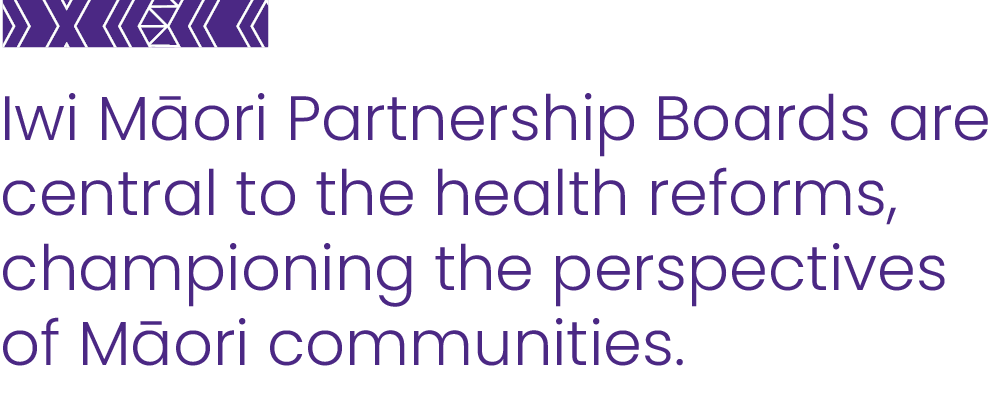 Iwi Māori Partnership Boards are
central to the health reforms,
championing the perspectives
of Māori communities.